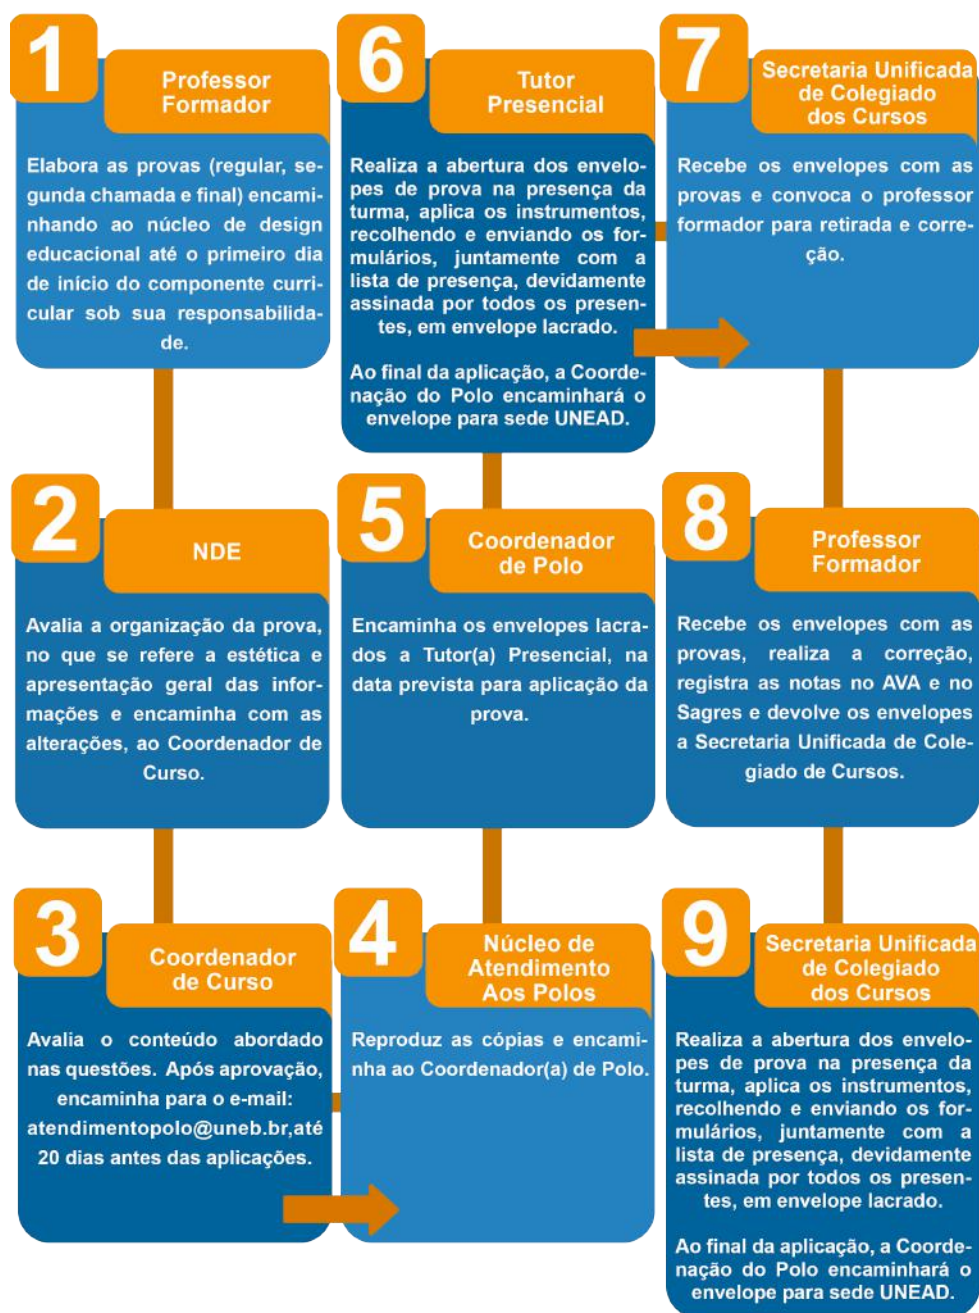 1
Professor
Formador
Elabora as provas (regular, se-
gunda chamada e final) encami-
nhando ao núcleo de design
educacional até o primeiro dia
de início do componente curri-
cular sob sua responsabilida-
de.
2
NDE
Avalia a organização da prova,
no que se refere a estética e
apresentação geral das infor-
mações e encaminha com as
alterações, ao Coordenador de
Curso.
3
Coordenador
de Curso
Avalia o conteúdo abordado
nas questões. Após aprovação,
encaminha para o e-mail:
atendimentopolo@uneb.br,até
20 dias antes das aplicações.
4
Núcleo de
Atendimento
Aos Polos
Reproduz as cópias e encami-
nha ao Coordenador(a) de Polo.
5
Coordenador
de Polo
Encaminha os envelopes lacra-
dos a Tutor(a) Presencial, na
data prevista para aplicação da
prova.
6
Tutor
Presencial
Realiza a abertura dos envelo-
pes de prova na presença da
turma, aplica os instrumentos,
recolhendo e enviando os for-
mulários, juntamente com a
lista de presença, devidamente
assinada por todos os presen-
tes, em envelope lacrado.
Ao final da aplicação, a Coorde-
nação do Polo encaminhará o
envelope para sede UNEAD.
7
Secretaria Unificada
de Colegiado
dos Cursos
Recebe os envelopes com as
provas e convoca o professor
formador para retirada e corre-
ção.
8
Professor
Formador
Recebe os envelopes com as
provas, realiza a correção,
registra as notas no AVA e no
Sagres e devolve os envelopes
a Secretaria Unificada de Cole-
giado de Cursos.
9
Secretaria Unificada
de Colegiado
dos Cursos
Realiza a abertura dos envelo-
pes de prova na presença da
turma, aplica os instrumentos,
recolhendo e enviando os for-
mulários, juntamente com a
lista de presença, devidamente
assinada por todos os presen-
tes, em envelope lacrado.
Ao final da aplicação, a Coorde-
nação do Polo encaminhará o
envelope para sede UNEAD.